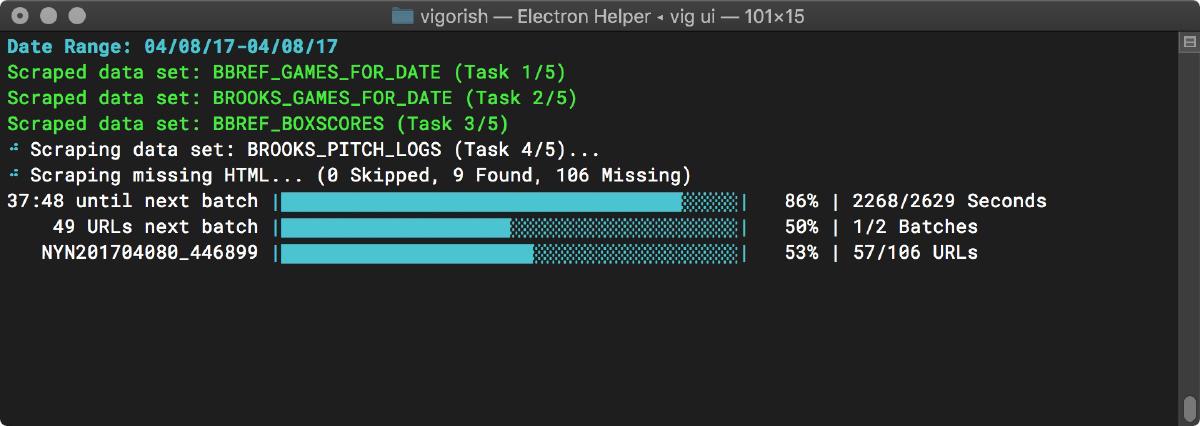 vigorish — Electron Helper ◂ vig ui — 101×15
Date Range: 04/08/17-04/08/17
Scraped data set: BBREF_GAMES_FOR_DATE (Task 1/5)
Scraped data set: BROOKS_GAMES_FOR_DATE (Task 2/5)
Scraped data set: BBREF_BOXSCORES (Task 3/5)
Scraping data set: BROOKS_PITCH_LOGS (Task 4/5)...
Scraping missing HTML... (0 Skipped, 9 Found, 106 Missing)
37:48 until next batch | | 86% | 2268/2629 Seconds
49 URLs next batch | | 50% | 1/2 Batches
NYN201704080_446899 | | 53% | 57/106 URLs